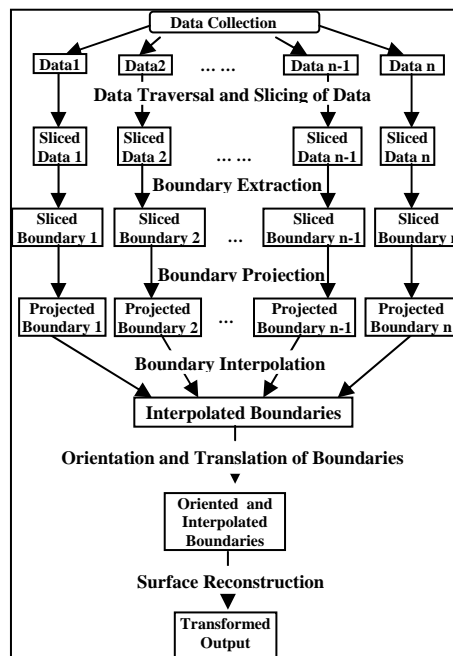 Data Collection
Data1 Data2 ... ... Data n-1 Data n
Data Traversal and Slicing of Data
Sliced Sliced Sliced Sliced
Data 1 Data 2 ... ... Data n-1 Data n
Boundary Extraction
Sliced Sliced Sliced Sliced
Boundary 1 Boundary 2 ... Boundary n-1 Boundary n
Boundary Projection
Projected Projected Projected Projected
Boundary 1 Boundary 2 ... Boundary n-1 Boundary n
Boundary Interpolation
Interpolated Boundaries
Orientation and Translation of Boundaries
Oriented and
Interpolated
Boundaries
Surface Reconstruction
Transformed
Output